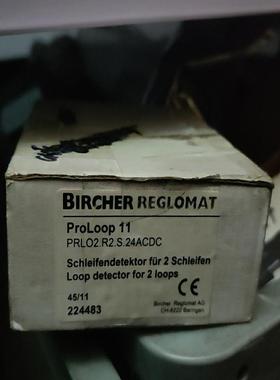 BIRCHER REGLOMAT
ProLoop 11
PRLO2.R2.S.24ACDC
Schleifendetektor für 2 Schleifen
Loop detector for 2 loops
45/11
224483
CE
Bircher Reglomat AG
CH-8222 Beringen